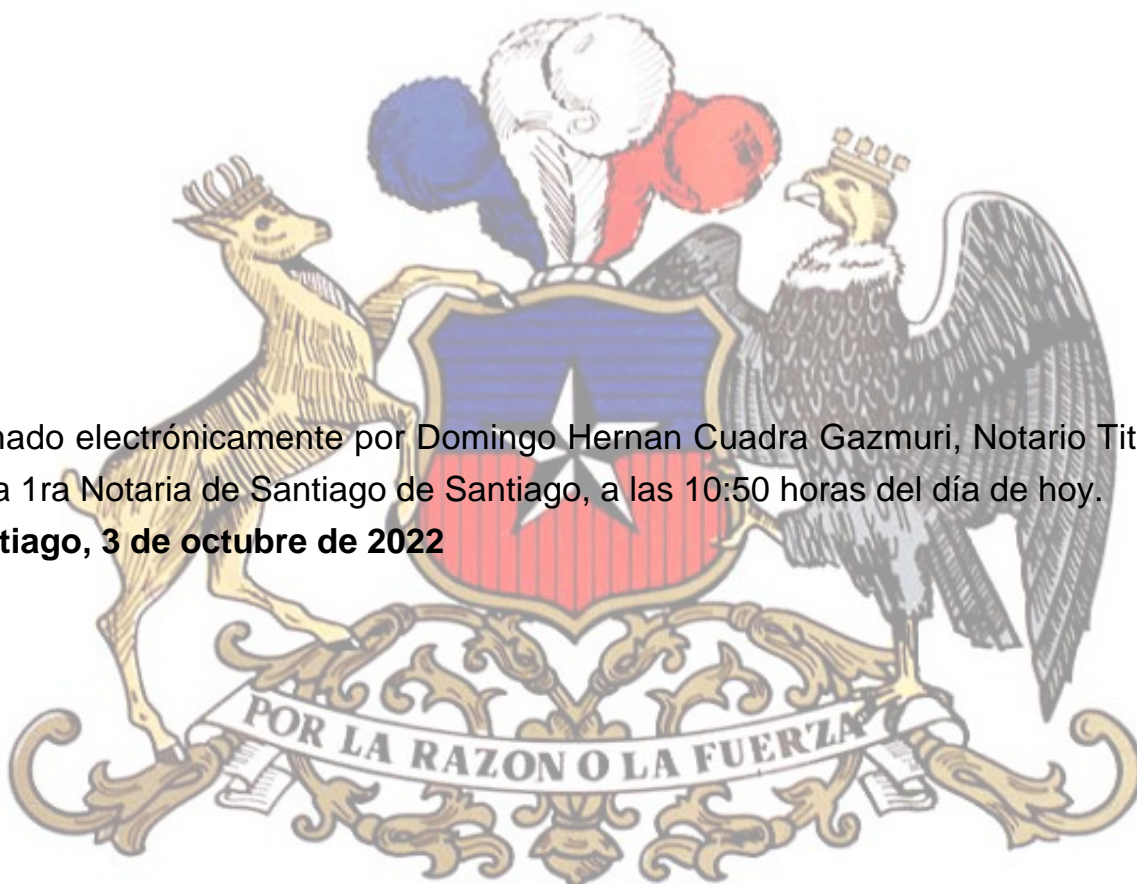 nado electrónicamente por Domingo Hernan Cuadra Gazmuri, Notario Tit
a 1ra Notaria de Santiago de Santiago, a las 10:50 horas del día de hoy.
tiago, 3 de octubre de 2022
POR LA RAZON O LA FUERZA